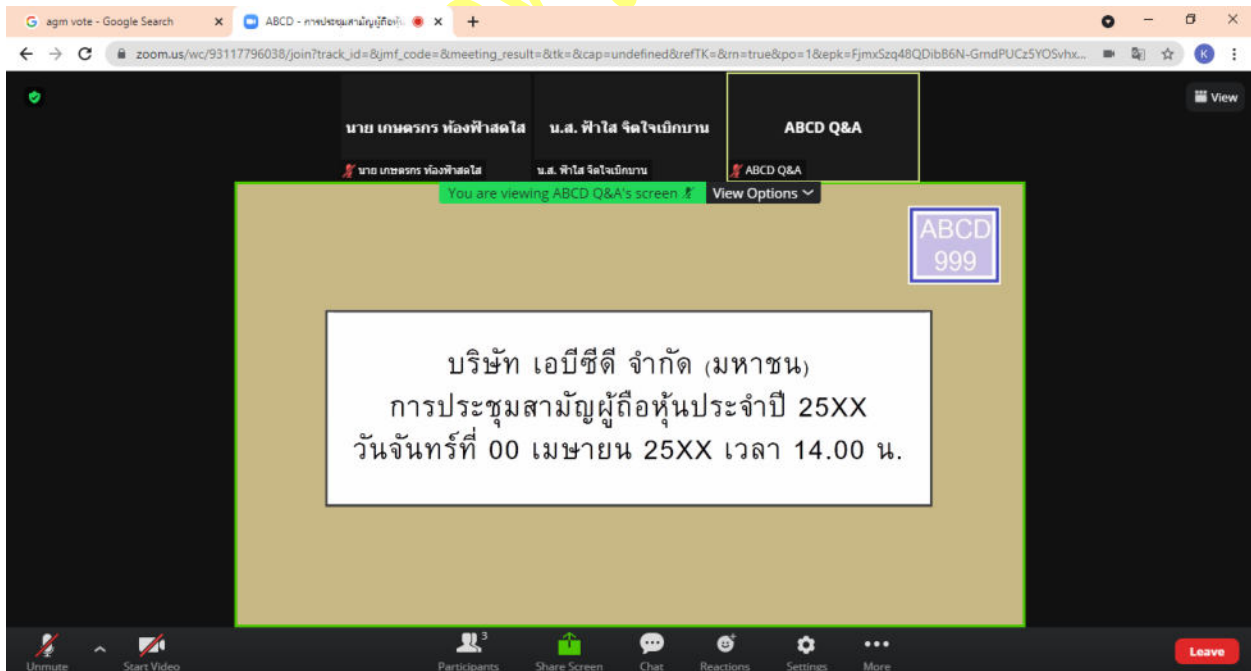 agm vote - Google Search
ABCD - การประชุมสามัญผู้ถือหุ้น
zoom.us/wc/93117796038/join?track_id=&jmf_code=&meeting_result=&tk=&cap=undefined&refTK=&rn=true&po=1&epk=FjmxSzq48QDibB6N-GmdPUCz5YOSvhx...
K
View
นาย เกษตรกร ท้องฟ้าสดใส น.ส. ฟ้าใส จิตใจเบิกบาน ABCD Q&A
นาย เกษตรกร ท้องฟ้าสดใส น.ส. ฟ้าใส จิตใจเบิกบาน ABCD Q&A
You are viewing ABCD Q&A's screen View Options
ABCD
999
บริษัท เอบีซีดี จำกัด (มหาชน)
การประชุมสามัญผู้ถือหุ้นประจำปี 25XX
วันจันทร์ที่ 00 เมษายน 25XX เวลา 14.00 น.
3
Unmute Start Video Participants Share Screen Chat Reactions Settings More Leave